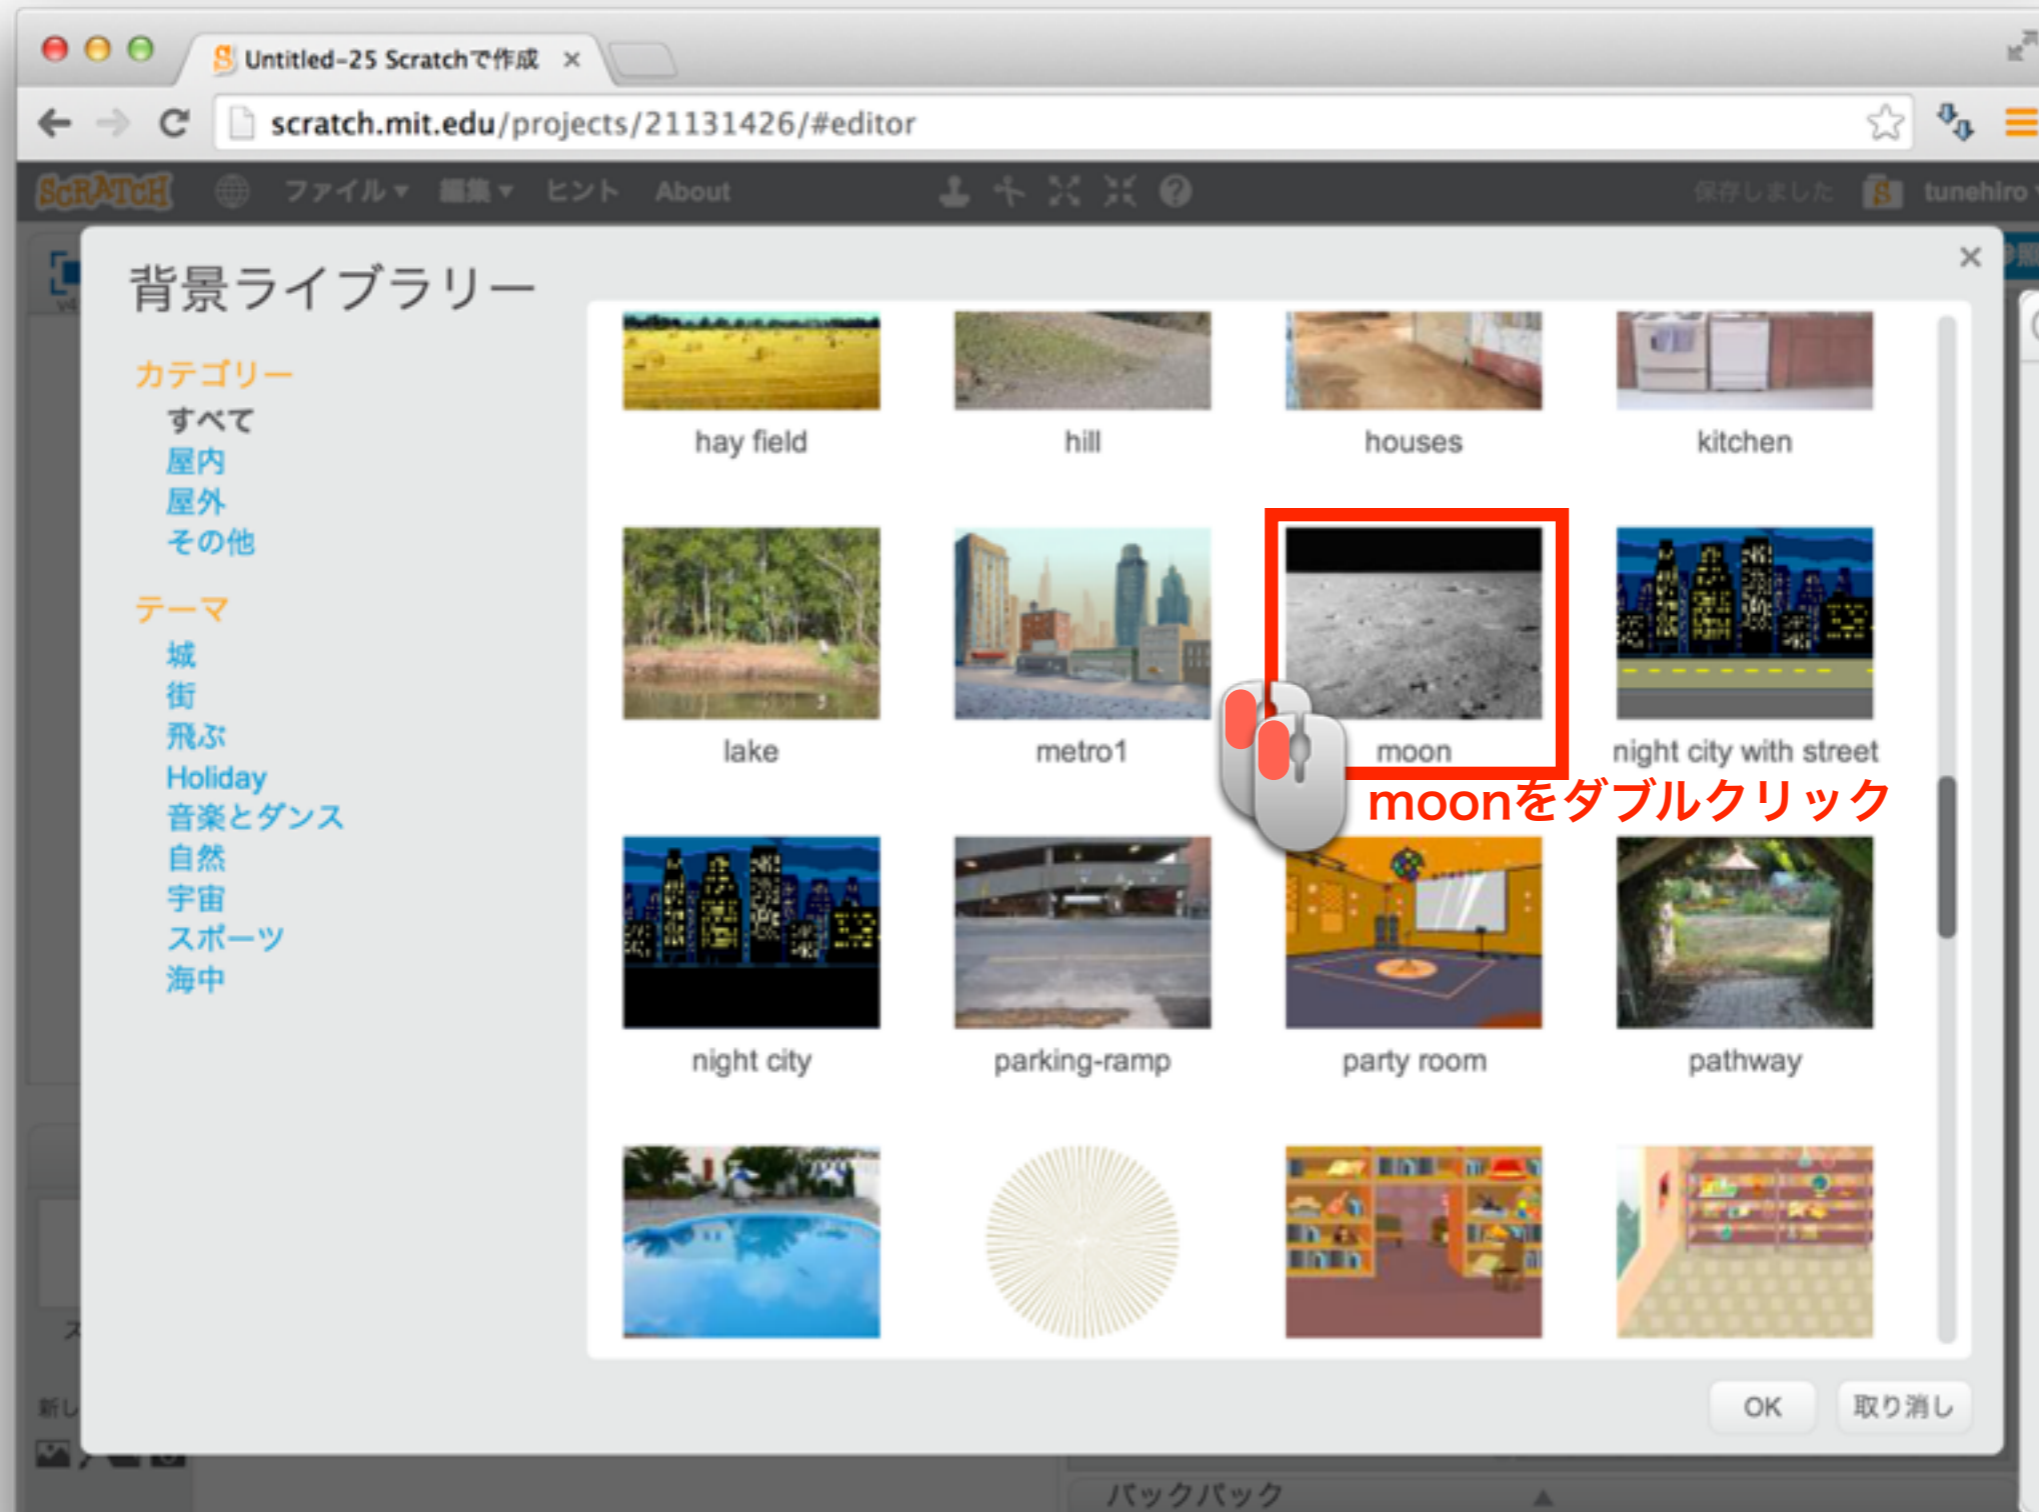 Untitled-25 Scratchで作成
scratch.mit.edu/projects/21131426/#editor
SCRATCH ファイル 編集 ヒント About 保存しました tunehiro
背景ライブラリー
カテゴリー
すべて
屋内
屋外
その他
テーマ
城
街
飛ぶ
Holiday
音楽とダンス
自然
宇宙
スポーツ
海中
hay field hill houses kitchen
lake metro1 moon night city with street
moonをダブルクリック
night city parking-ramp party room pathway
OK 取り消し
バックパック